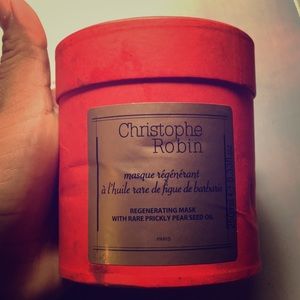 Christophe
Robin
masque régénérant
à l'huile rare de figue de barbarie
REGENERATING MASK
WITH RARE PRICKLY PEAR SEED OIL
PARIS